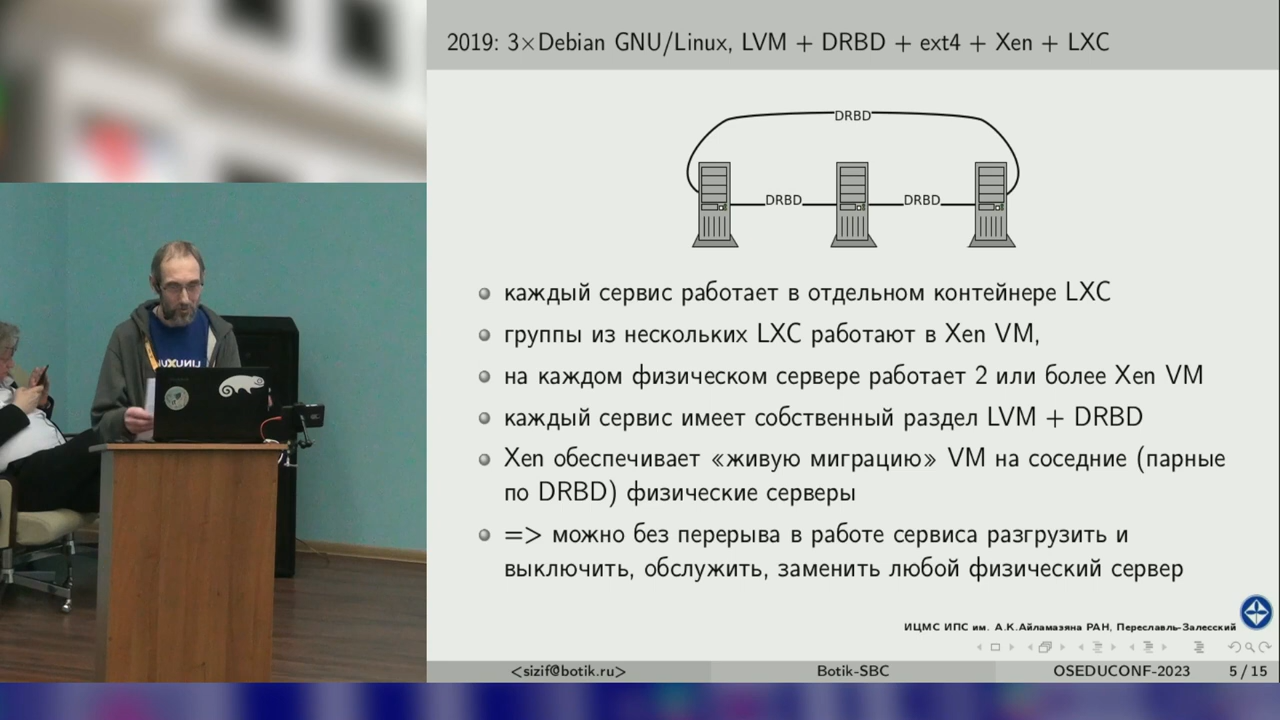 2019: 3×Debian GNU/Linux, LVM + DRBD + ext4 + Xen + LXC
DRBD
DRBD
DRBD
каждый сервис работает в отдельном контейнере LXC
группы из нескольких LXC работают в Xen VM,
на каждом физическом сервере работает 2 или более Xen VM
каждый сервис имеет собственный раздел LVM + DRBD
Xen обеспечивает «живую миграцию» VM на соседние (парные
по DRBD) физические серверы
=> можно без перерыва в работе сервиса разгрузить и
выключить, обслужить, заменить любой физический сервер
ИЦМС ИПС им. А.К.Айламазяна РАН, Переславль-Залесский
<sizif@botik.ru>
Botik-SBC
OSEDUCONF-2023
5 / 15